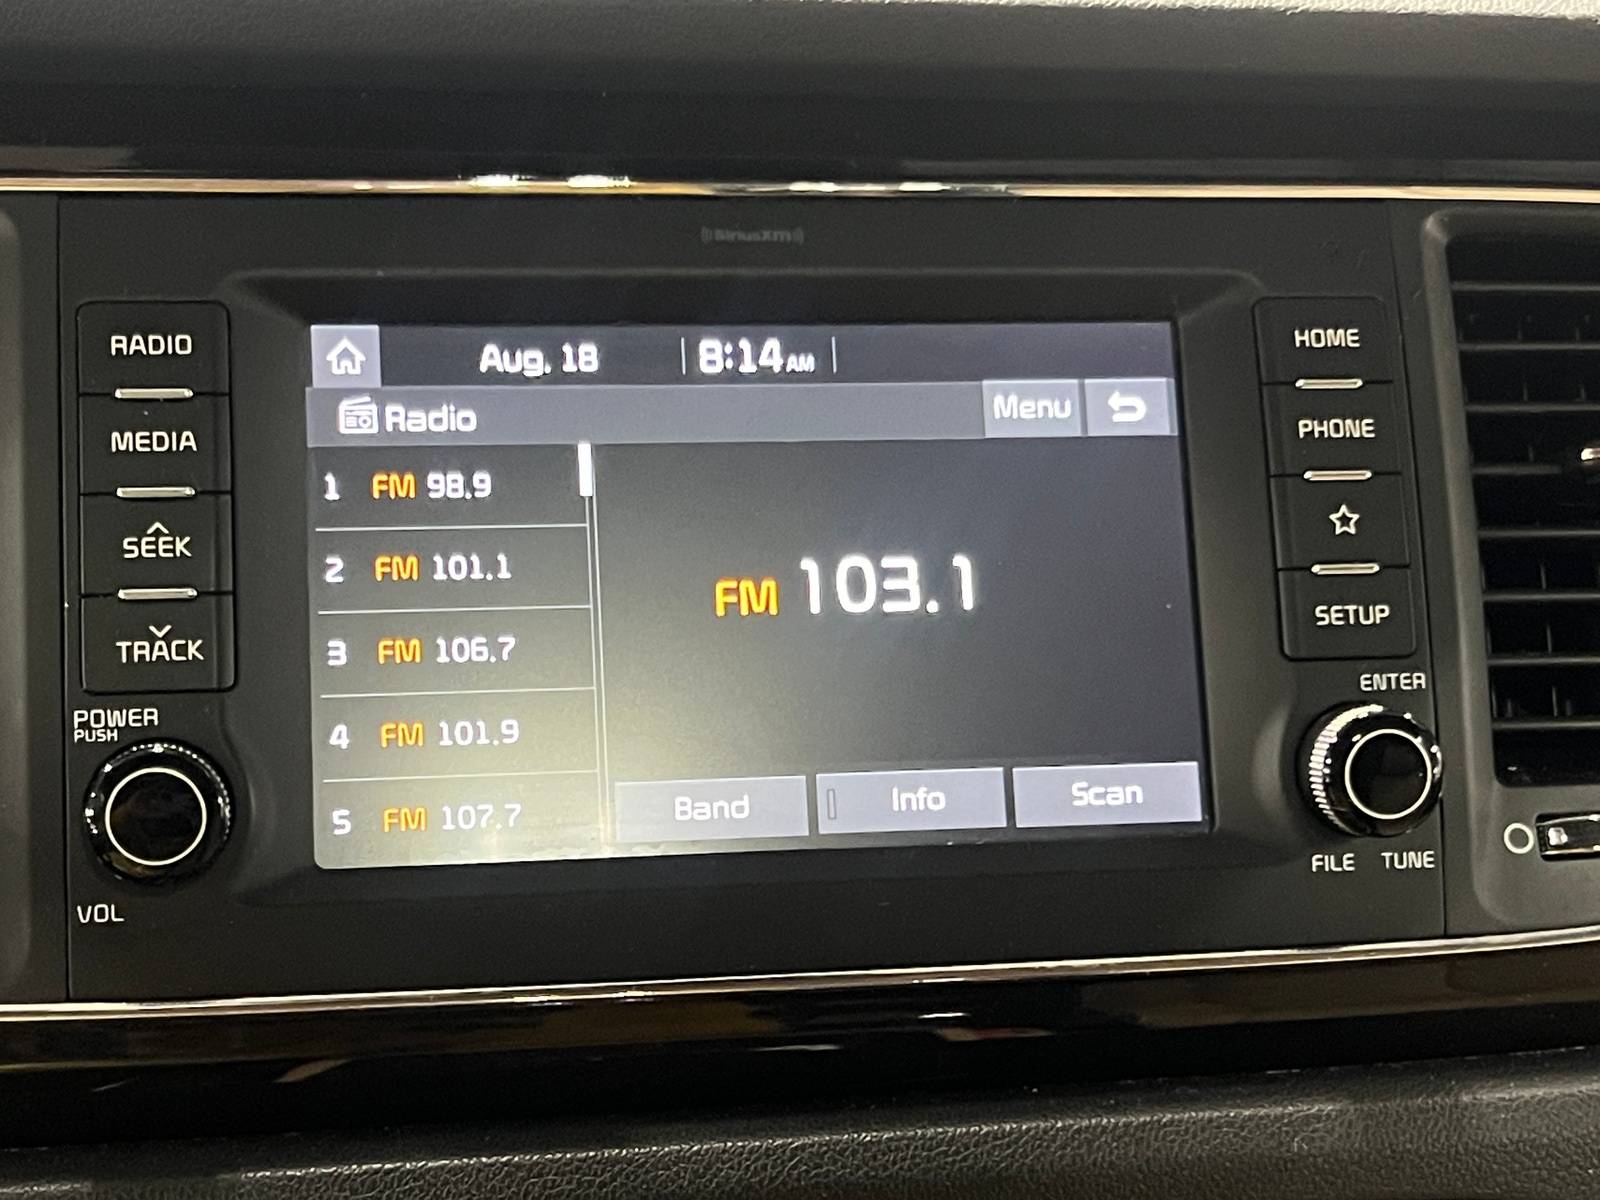 SiriusXM
RADIO
MEDIA
SEEK
TRACK
POWER
PUSH
VOL
Aug. 18 8:14 AM
Radio Menu
1 FM 98.9
2 FM 101.1
3 FM 106.7
4 FM 101.9
5 FM 107.7
FM 103.1
Band Info Scan
HOME
PHONE
SETUP
ENTER
FILE TUNE